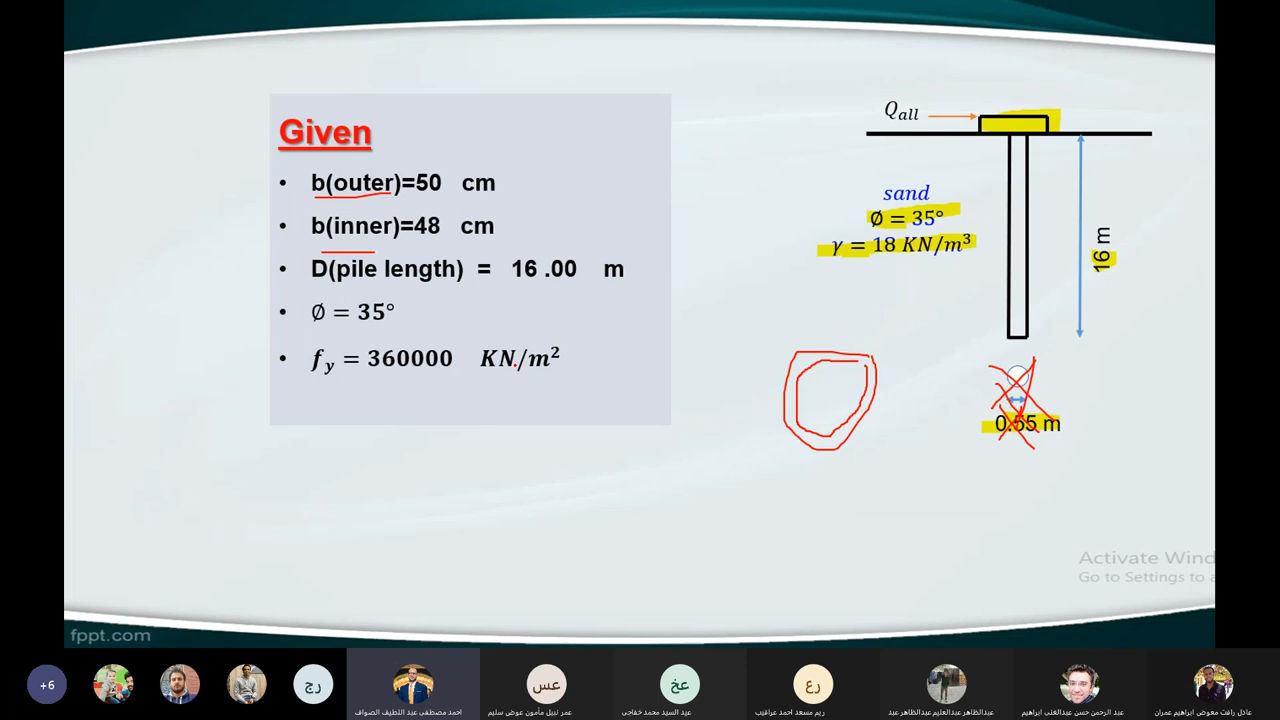 Given
• b(outer)=50 cm
• b(inner)=48 cm
• D(pile length) = 16 .00 m
• ∅ = 35°
• f_y = 360000 KN/m²
Q_all
sand
∅ = 35°
γ = 18 KN/m³
16 m
0.55 m
Activate Wind
Go to Settings to a
fppt.com
+6
رج
عس
عخ
رع
احمد مصطفى عبد اللطيف الصواف
عمر نبيل مأمون عوض سليم
عبد السيد محمد خفاجى
ريم مسعد احمد عراقيب
عبدالظاهر عبدالعليم عبدالظاهر عبد
عبد الرحمن حسن عبدالغنى ابراهيم
عادل رافت معوض ابراهيم عمران